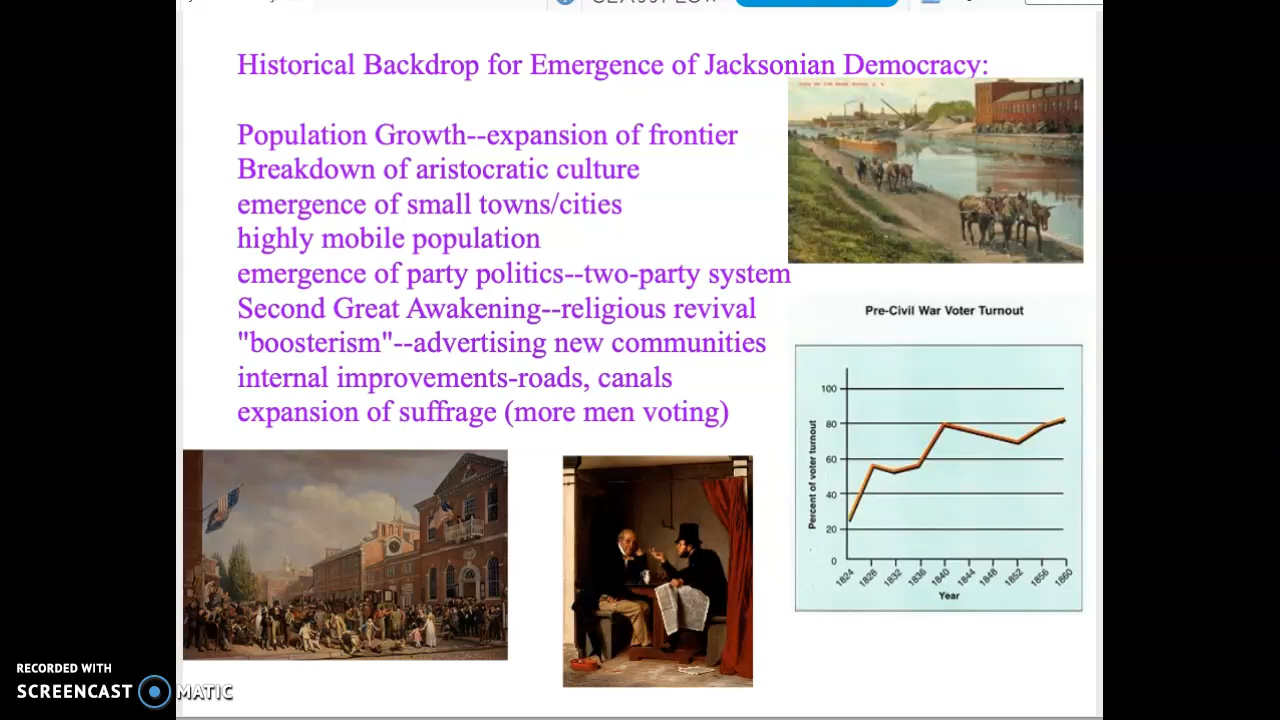 Historical Backdrop for Emergence of Jacksonian Democracy:
Population Growth--expansion of frontier
Breakdown of aristocratic culture
emergence of small towns/cities
highly mobile population
emergence of party politics--two-party system
Second Great Awakening--religious revival
"boosterism"--advertising new communities
internal improvements-roads, canals
expansion of suffrage (more men voting)
Pre-Civil War Voter Turnout
100
80
60
40
20
0
Percent of voter turnout
1824 1828 1832 1836 1840 1844 1848 1852 1856 1860
Year
RECORDED WITH
SCREENCAST MATIC